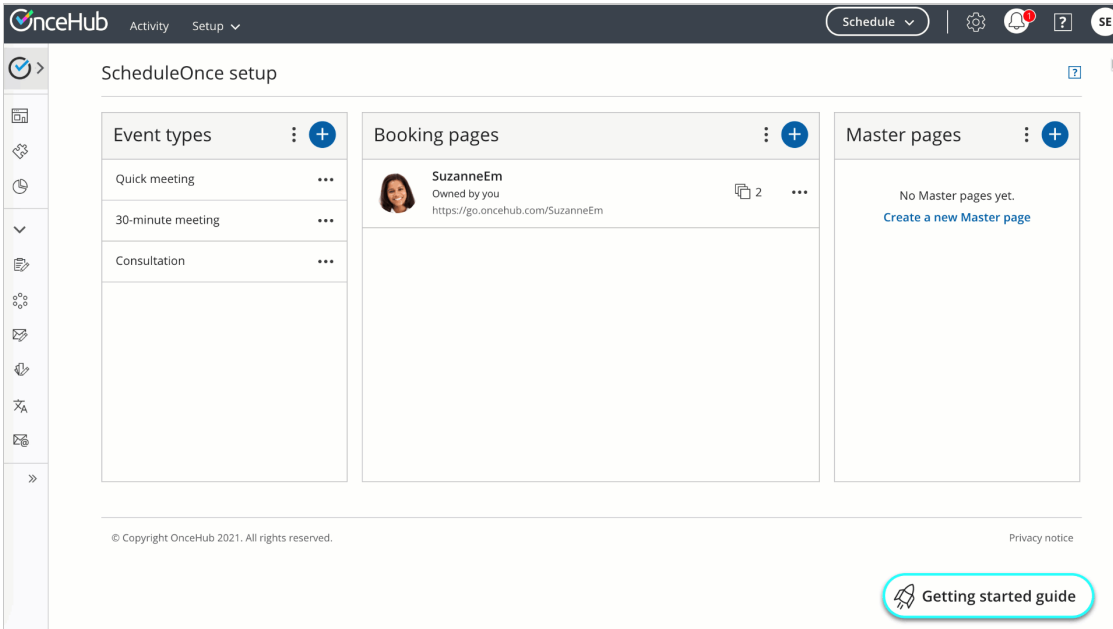 OnceHub Activity Setup Schedule 1 ? SE
ScheduleOnce setup ?
Event types
Quick meeting
30-minute meeting
Consultation
Booking pages
SuzanneEm
Owned by you
https://go.oncehub.com/SuzanneEm
2
Master pages
No Master pages yet.
Create a new Master page
© Copyright OnceHub 2021. All rights reserved. Privacy notice
Getting started guide